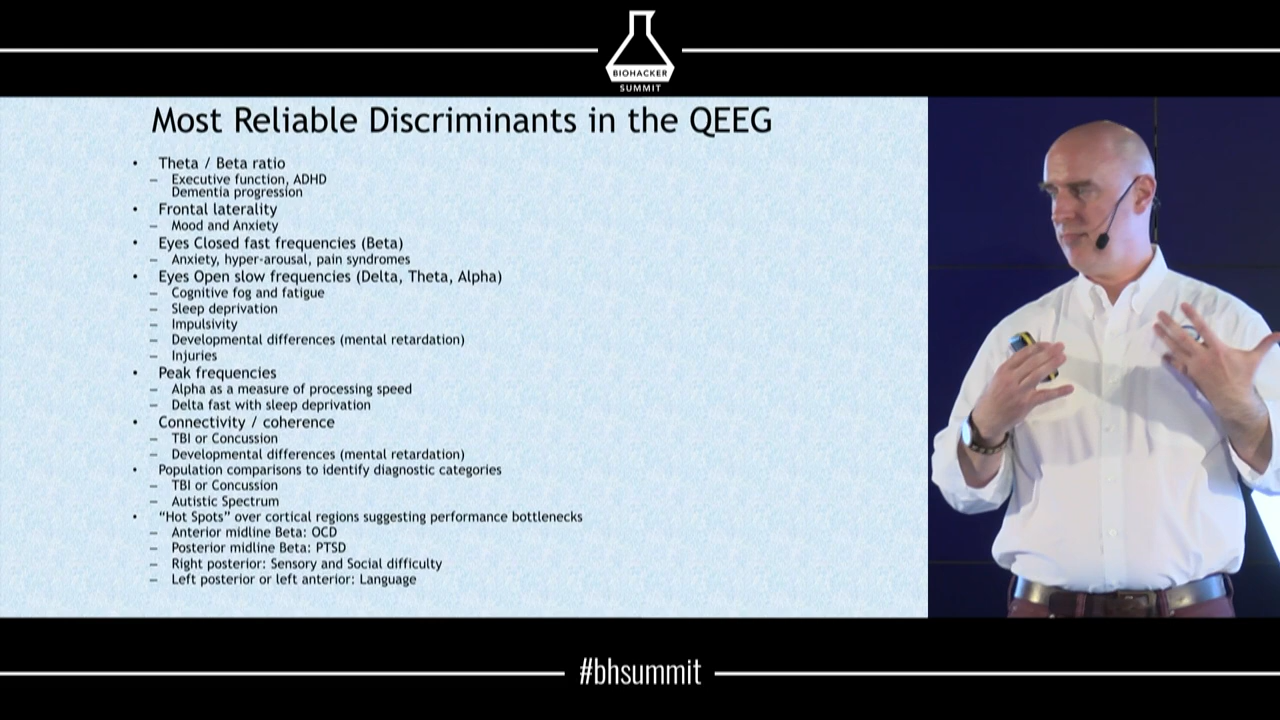 BIOHACKER
SUMMIT
Most Reliable Discriminants in the QEEG
• Theta / Beta ratio
– Executive function, ADHD
Dementia progression
• Frontal laterality
– Mood and Anxiety
• Eyes Closed fast frequencies (Beta)
– Anxiety, hyper-arousal, pain syndromes
• Eyes Open slow frequencies (Delta, Theta, Alpha)
– Cognitive fog and fatigue
– Sleep deprivation
– Impulsivity
– Developmental differences (mental retardation)
– Injuries
• Peak frequencies
– Alpha as a measure of processing speed
– Delta fast with sleep deprivation
• Connectivity / coherence
– TBI or Concussion
– Developmental differences (mental retardation)
• Population comparisons to identify diagnostic categories
– TBI or Concussion
– Autistic Spectrum
• “Hot Spots” over cortical regions suggesting performance bottlenecks
– Anterior midline Beta: OCD
– Posterior midline Beta: PTSD
– Right posterior: Sensory and Social difficulty
– Left posterior or left anterior: Language
#bhsummit